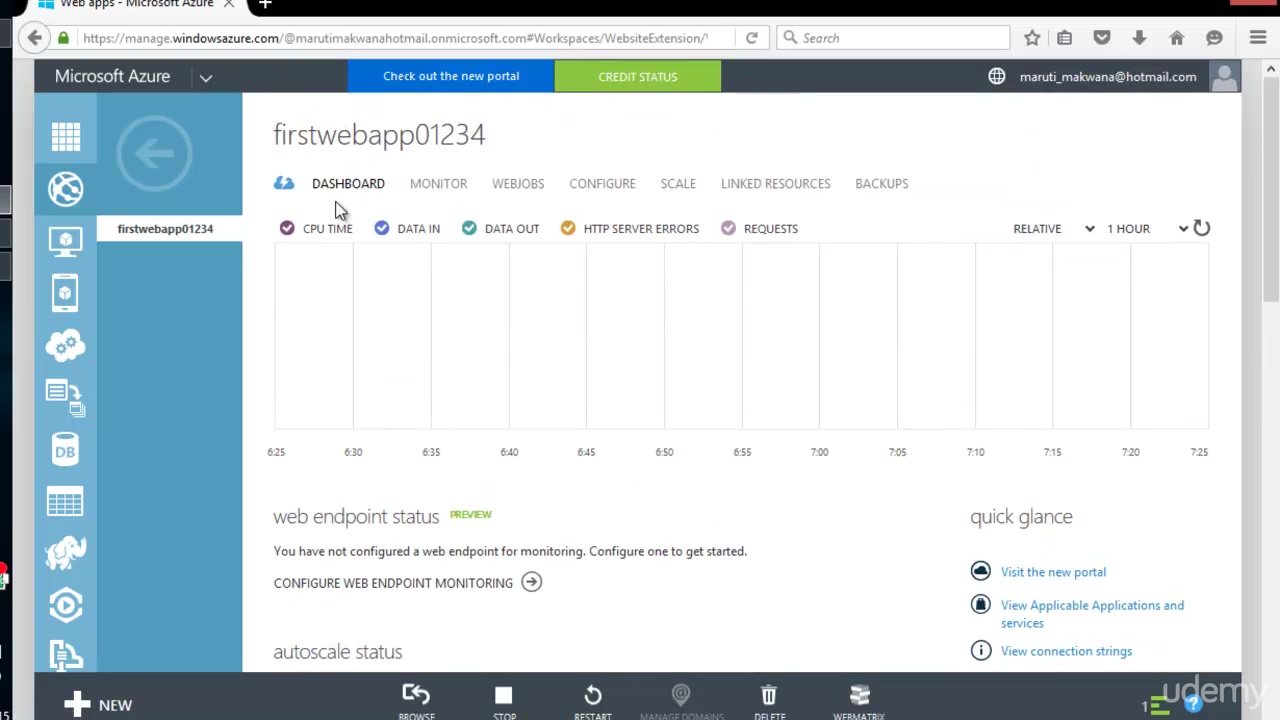 Web apps - Microsoft Azure
https://manage.windowsazure.com/@marutimakwanahotmail.onmicrosoft.com#Workspaces/WebsiteExtension/
Search
Microsoft Azure
Check out the new portal
CREDIT STATUS
maruti_makwana@hotmail.com
firstwebapp01234
DASHBOARD MONITOR WEBJOBS CONFIGURE SCALE LINKED RESOURCES BACKUPS
firstwebapp01234
CPU TIME DATA IN DATA OUT HTTP SERVER ERRORS REQUESTS RELATIVE 1 HOUR
6:25 6:30 6:35 6:40 6:45 6:50 6:55 7:00 7:05 7:10 7:15 7:20 7:25
DB
web endpoint status PREVIEW
quick glance
You have not configured a web endpoint for monitoring. Configure one to get started.
CONFIGURE WEB ENDPOINT MONITORING
Visit the new portal
View Applicable Applications and
services
autoscale status
View connection strings
NEW
BROWSE STOP RESTART MANAGE DOMAINS DELETE WEBMATRIX
1
?
udemy